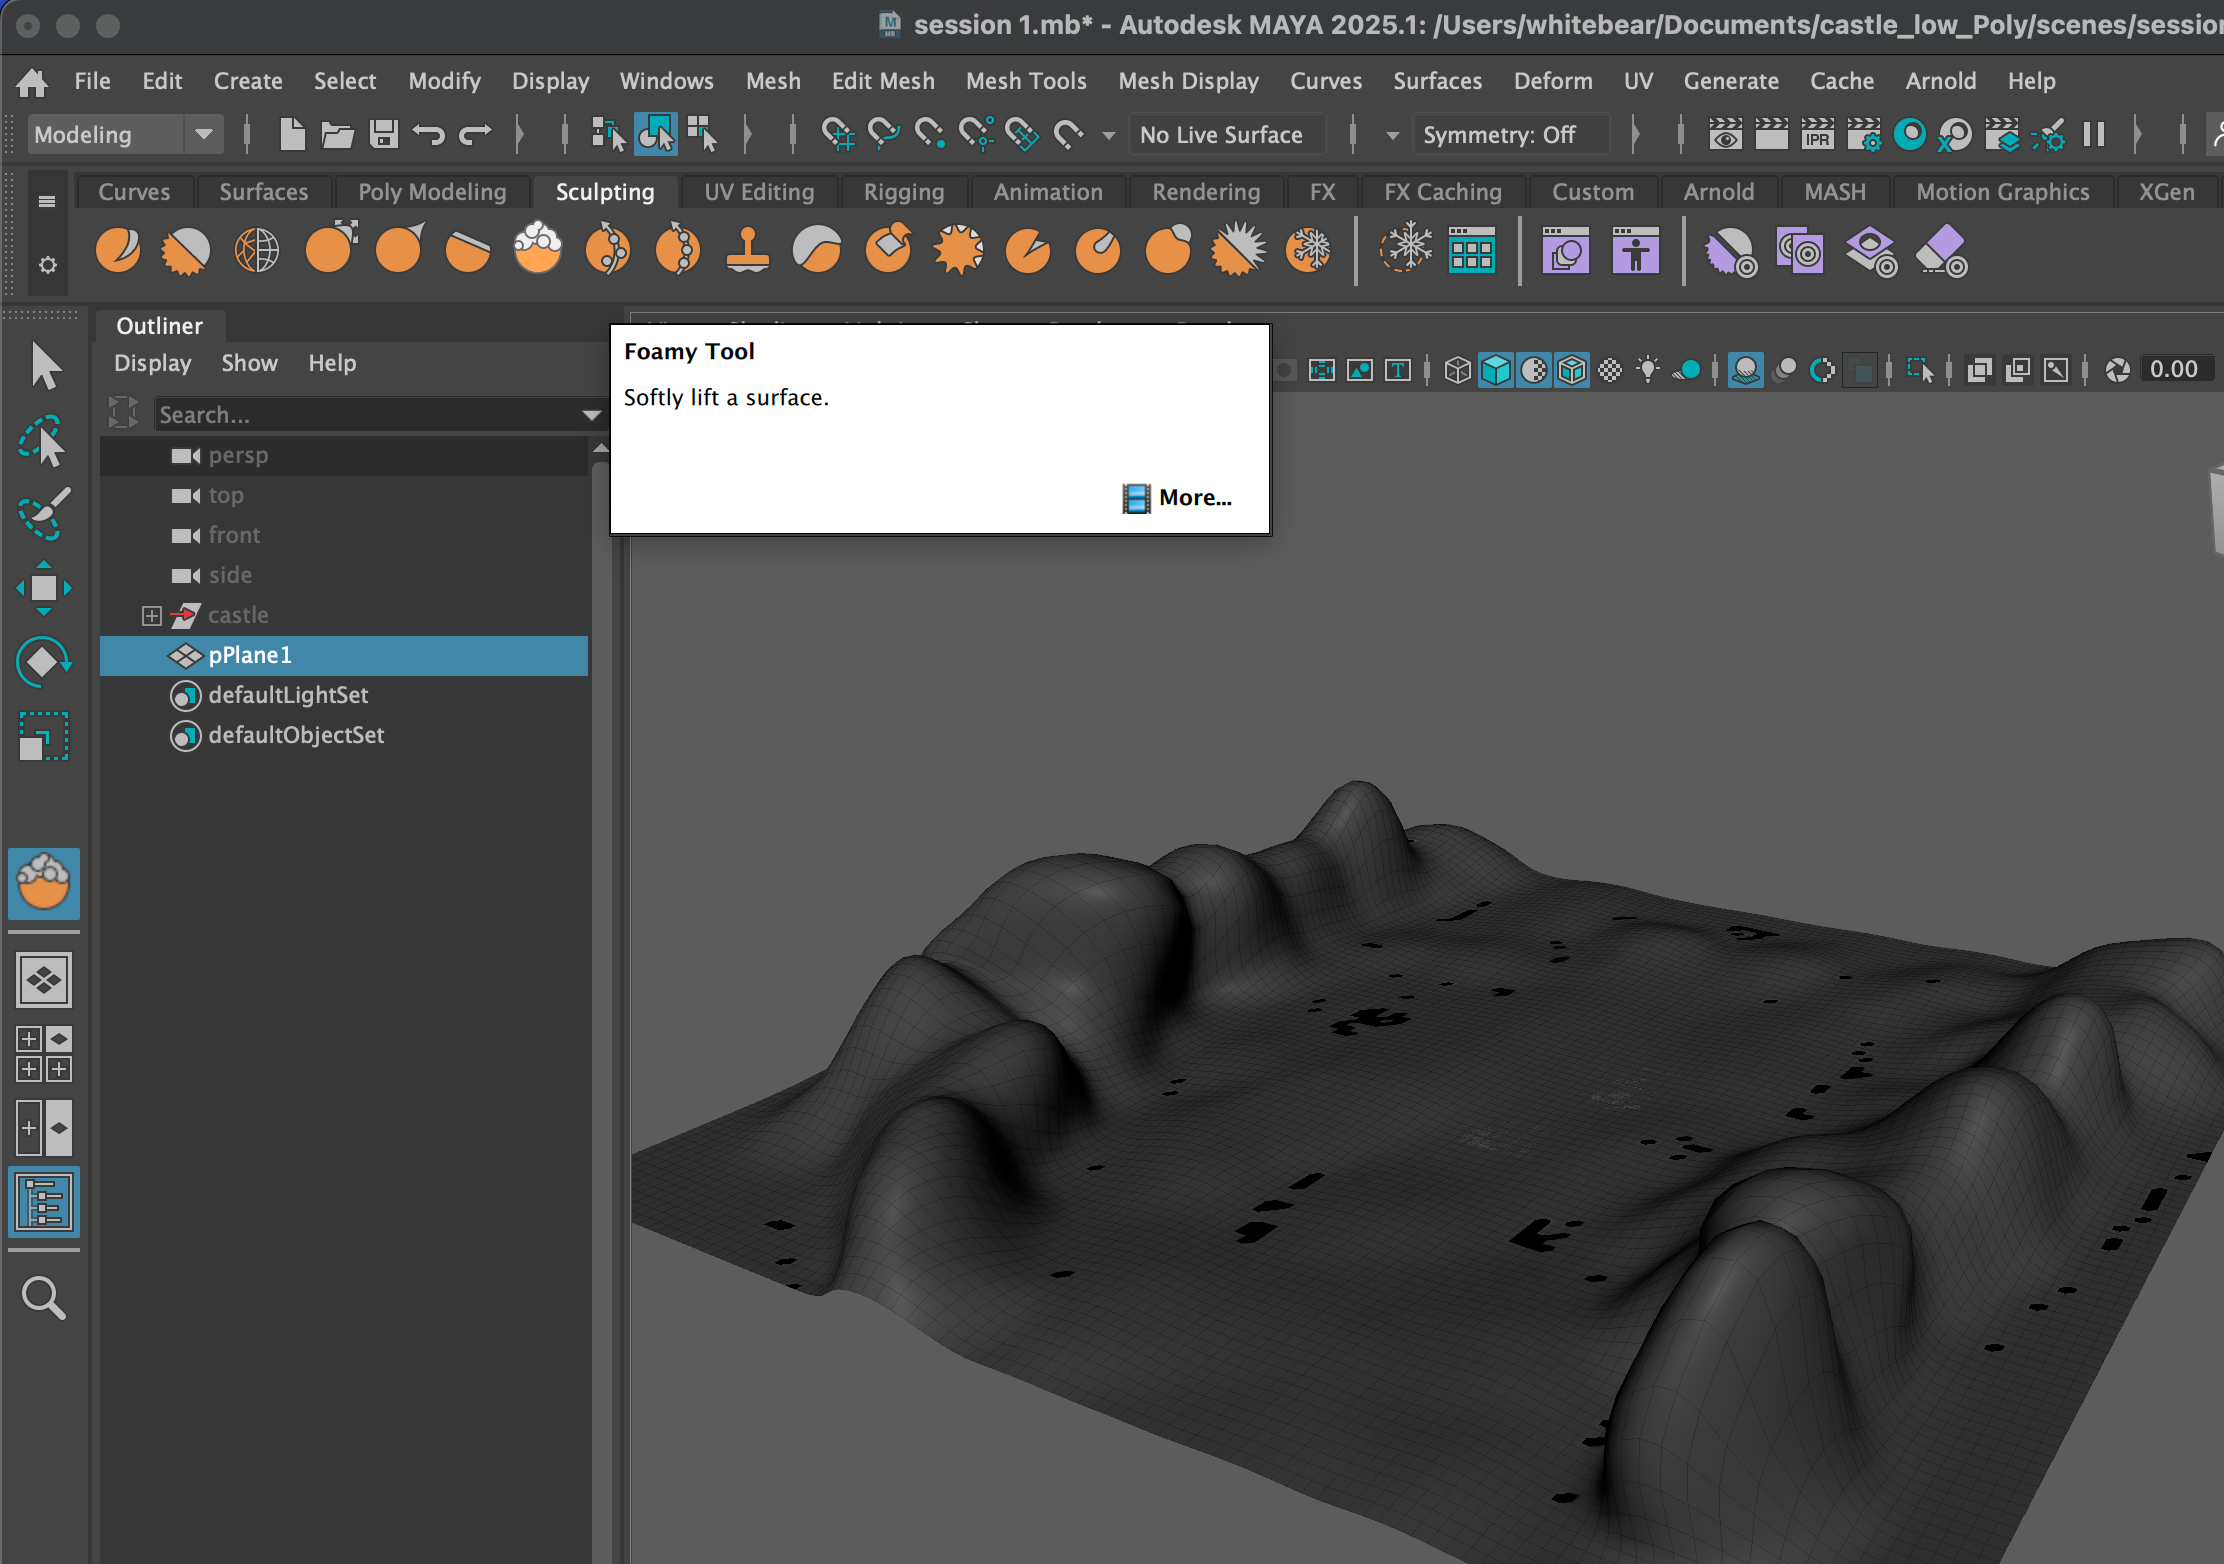 session 1.mb* - Autodesk MAYA 2025.1: /Users/whitebear/Documents/castle_low_Poly/scenes/session
File Edit Create Select Modify Display Windows Mesh Edit Mesh Mesh Tools Mesh Display Curves Surfaces Deform UV Generate Cache Arnold Help
Modeling No Live Surface Symmetry: Off IPR
Curves Surfaces Poly Modeling Sculpting UV Editing Rigging Animation Rendering FX FX Caching Custom Arnold MASH Motion Graphics XGen
Outliner
Display Show Help
Search...
persp
top
front
side
castle
pPlane1
defaultLightSet
defaultObjectSet
Foamy Tool
Softly lift a surface.
More...
0.00